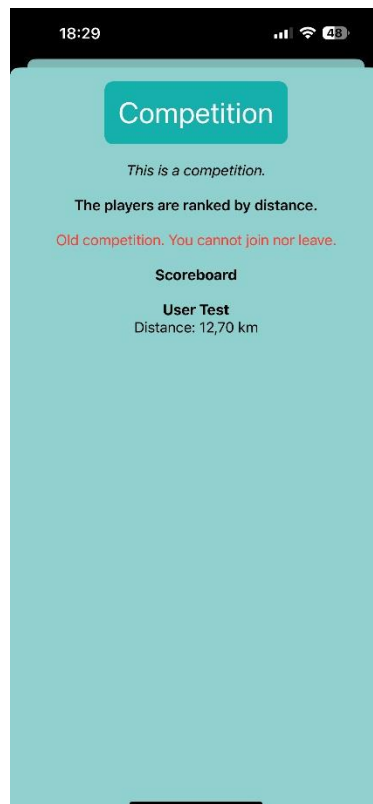 18:29
48
Competition
This is a competition.
The players are ranked by distance.
Old competition. You cannot join nor leave.
Scoreboard
User Test
Distance: 12,70 km